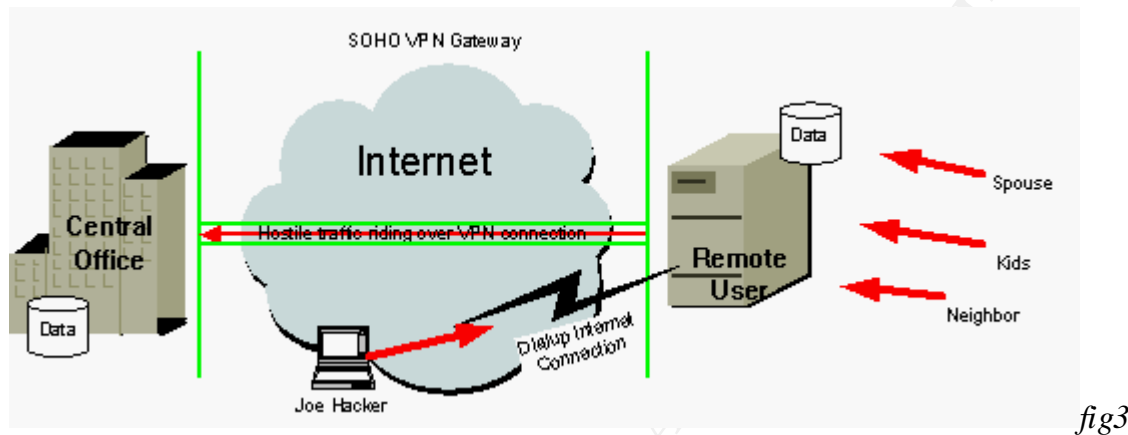 SOHO VPN Gateway
Internet
Data
Spouse
Central
Office
Hostile traffic riding over VPN connection
Remote
User
Kids
Neighbor
Data
Dialup Internet
Connection
Joe Hacker
fig3